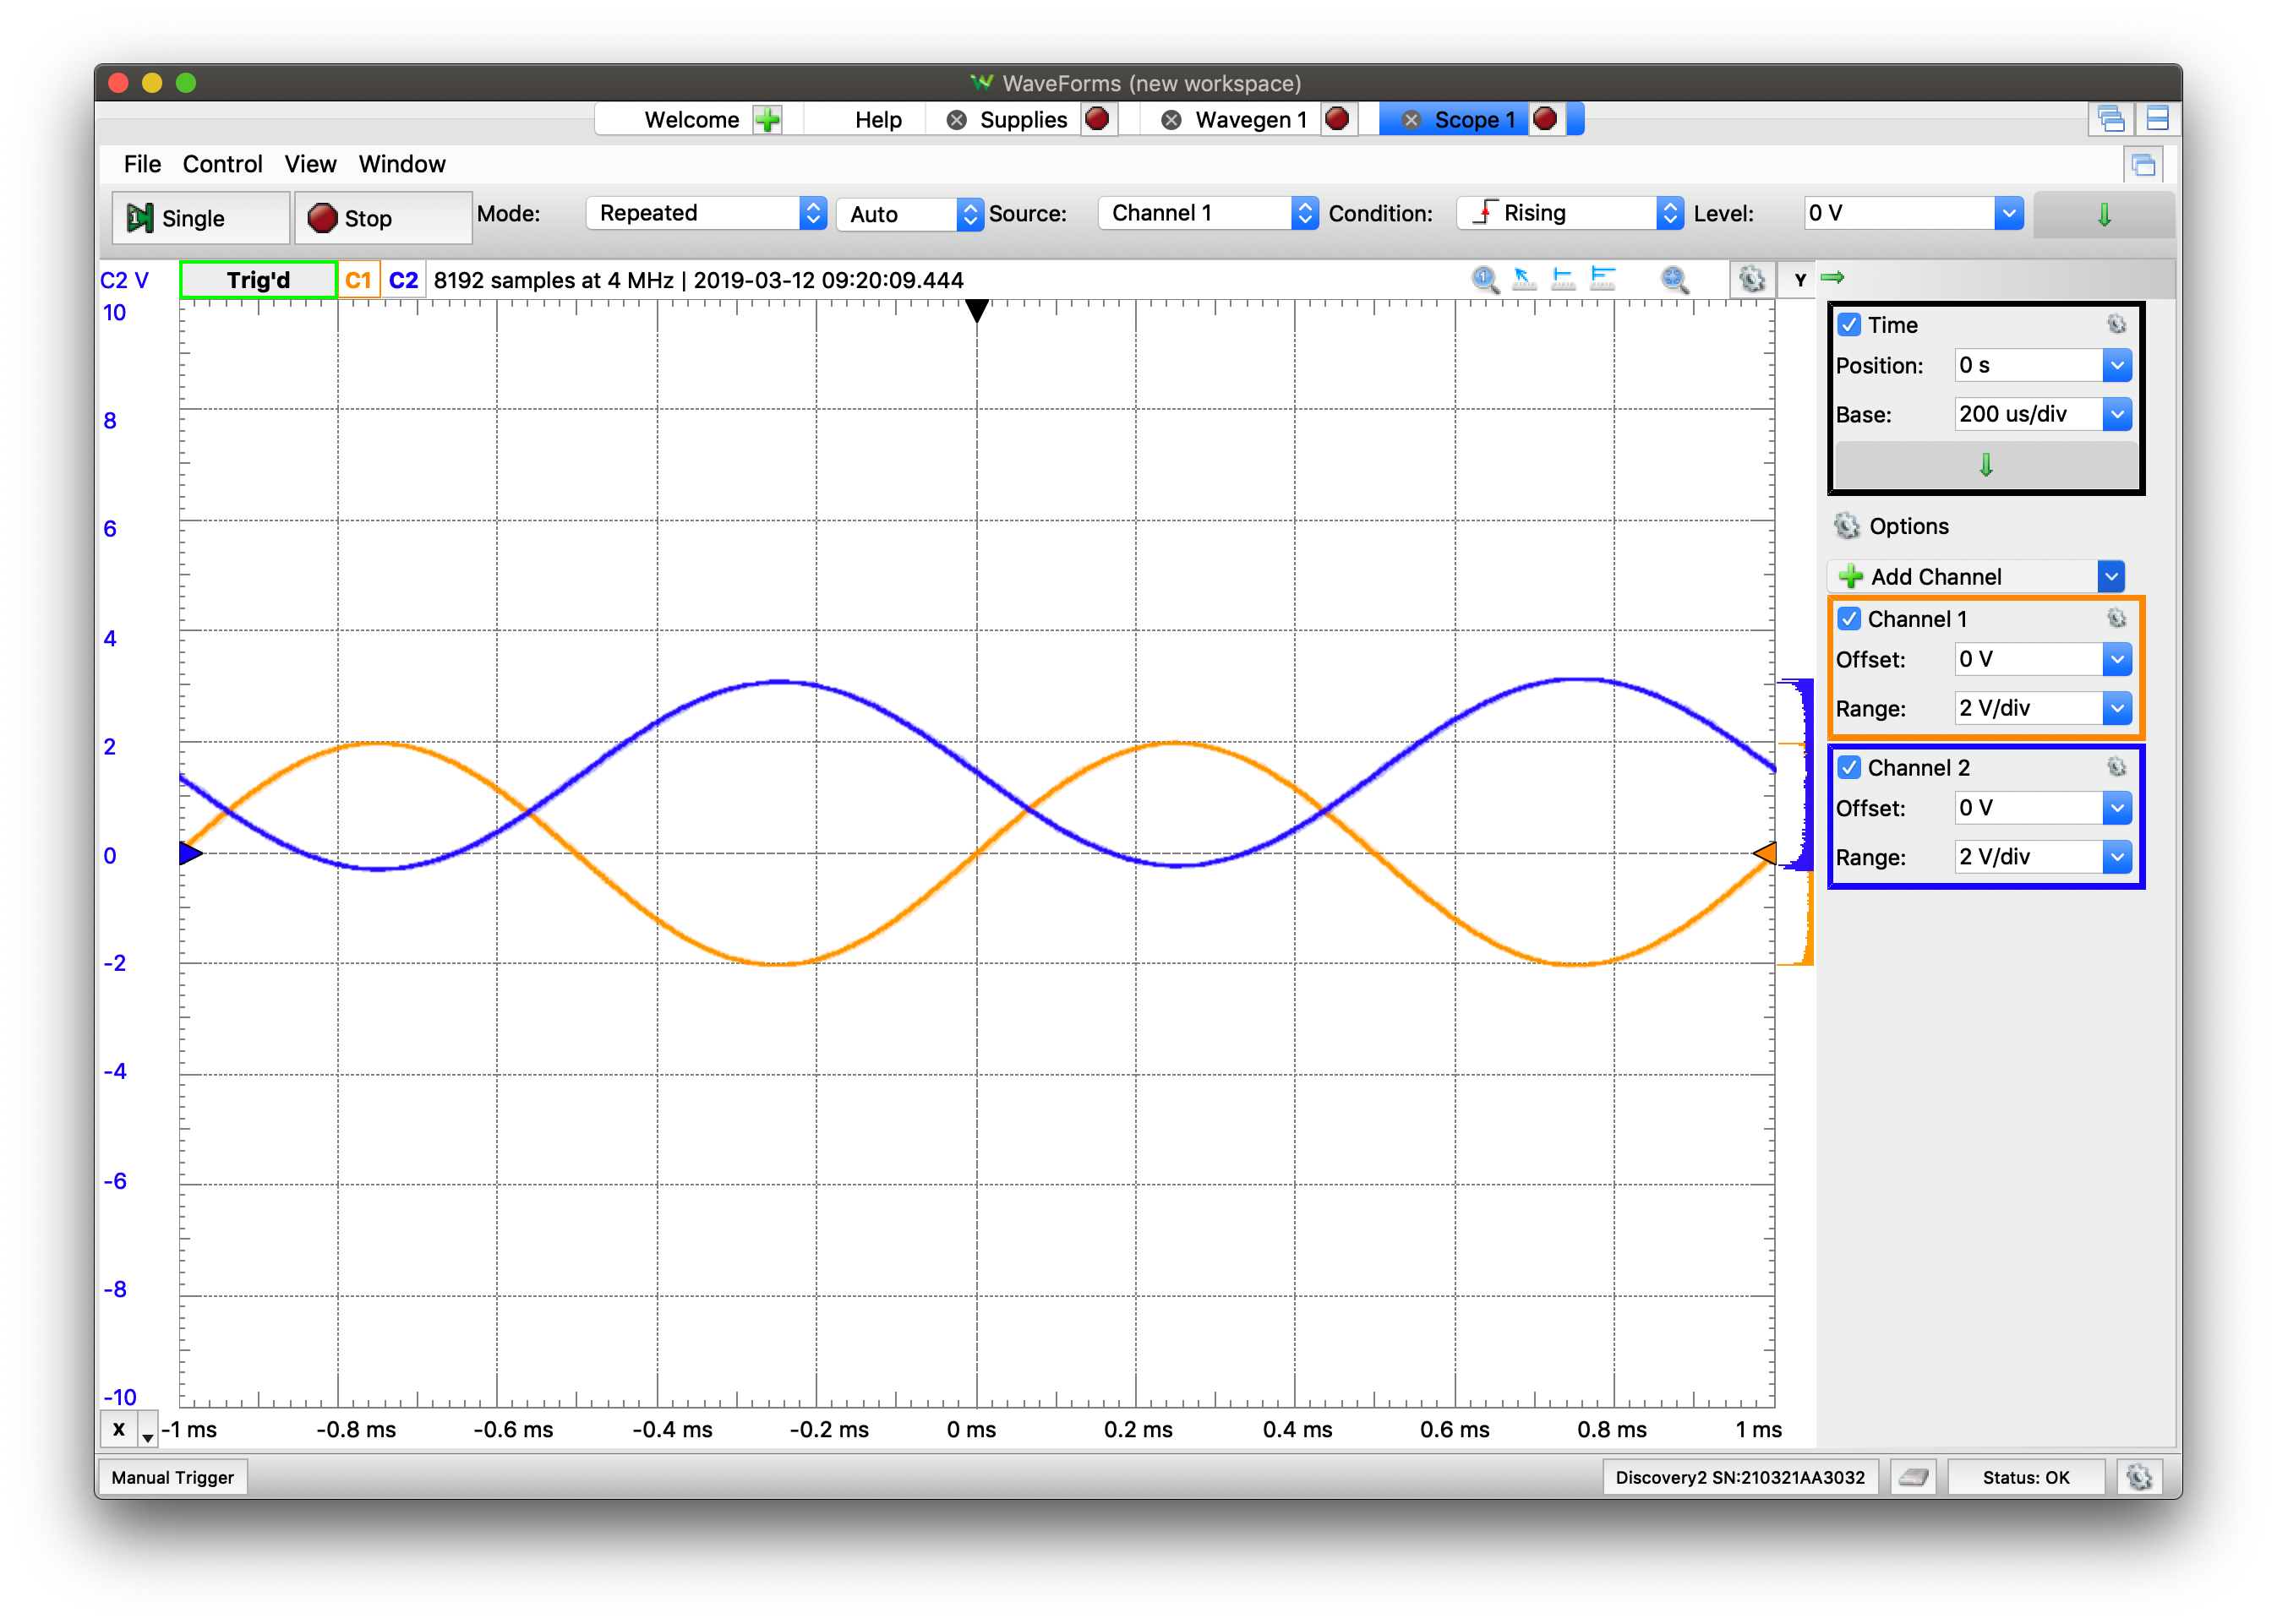 WaveForms (new workspace)
Welcome Help Supplies Wavegen 1 Scope 1
File Control View Window
Single Stop Mode: Repeated Auto Source: Channel 1 Condition: Rising Level: 0 V
C2 V Trig'd C1 C2 8192 samples at 4 MHz | 2019-03-12 09:20:09.444 Y
10
8
6
4
2
0
-2
-4
-6
-8
-10
X -1 ms -0.8 ms -0.6 ms -0.4 ms -0.2 ms 0 ms 0.2 ms 0.4 ms 0.6 ms 0.8 ms 1 ms
Time
Position: 0 s
Base: 200 us/div
Options
Add Channel
Channel 1
Offset: 0 V
Range: 2 V/div
Channel 2
Offset: 0 V
Range: 2 V/div
Manual Trigger Discovery2 SN:210321AA3032 Status: OK